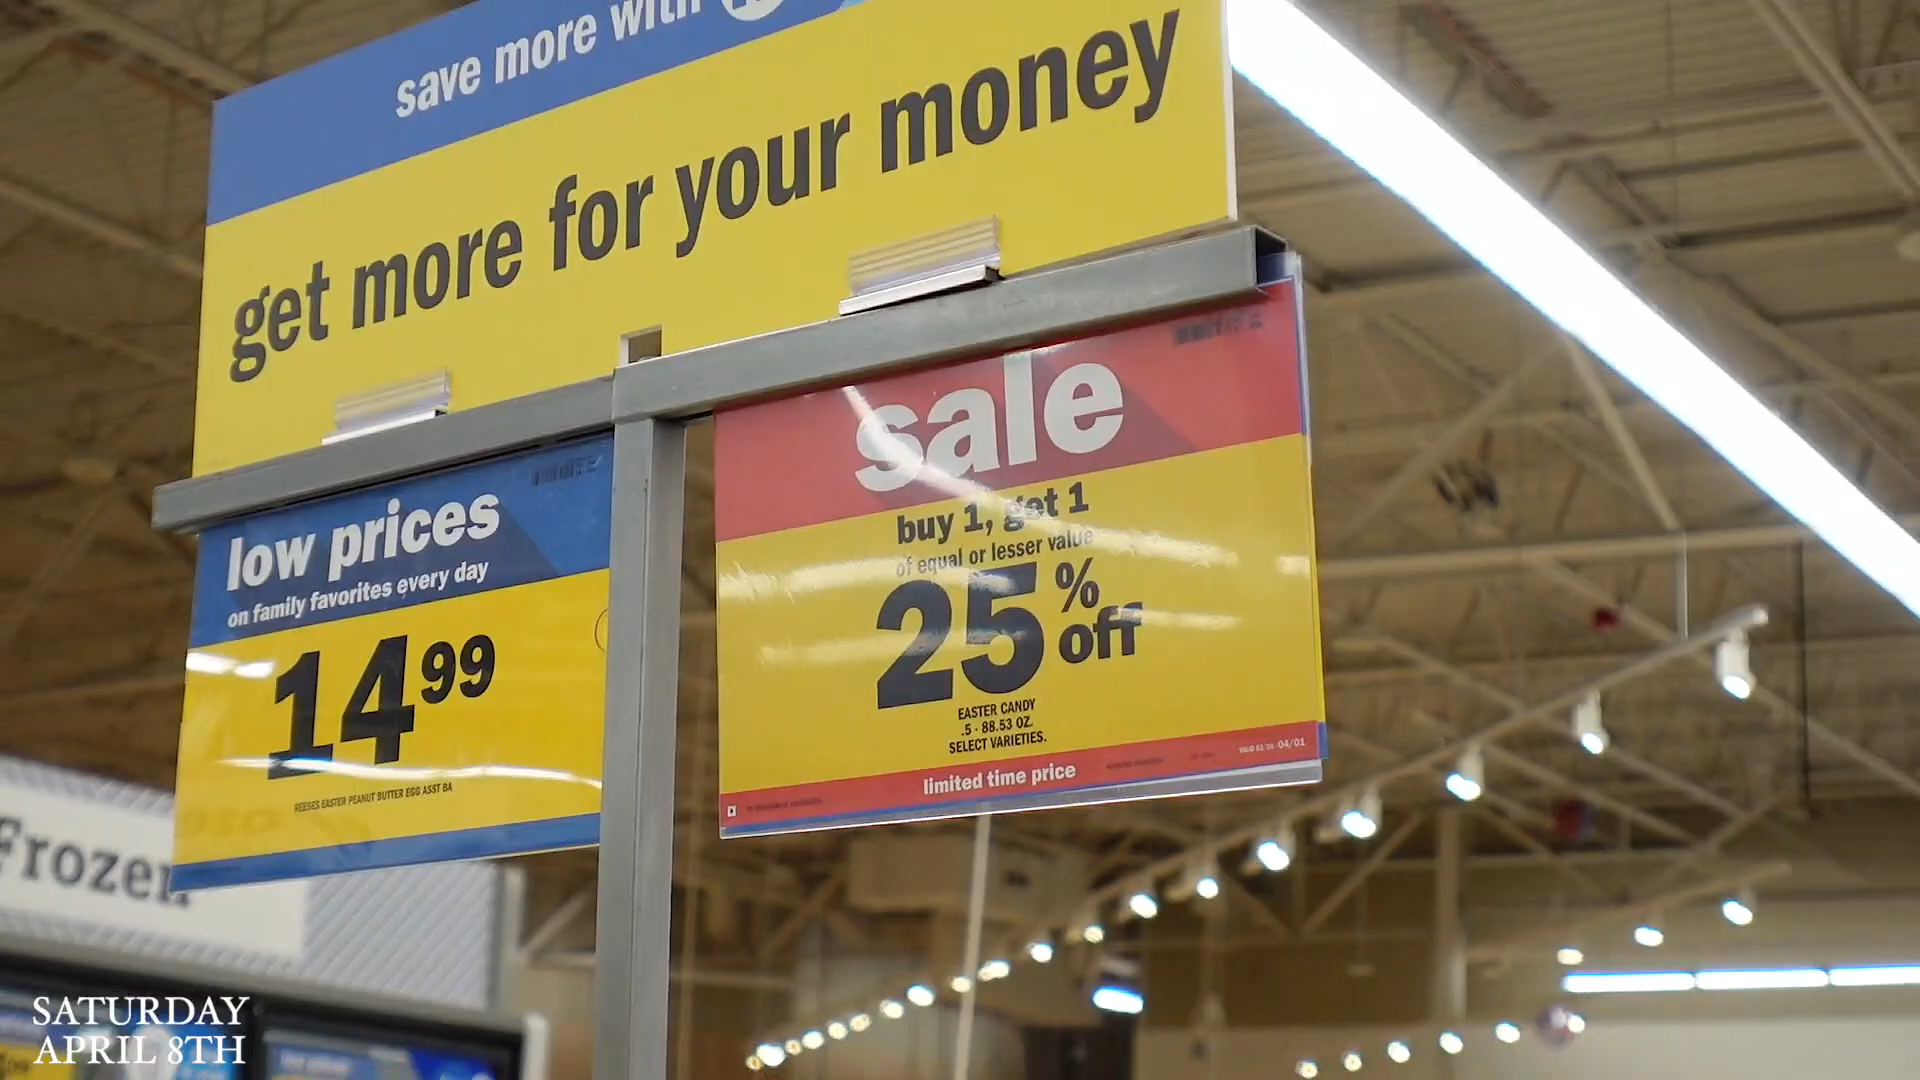 save more with
get more for your money
low prices
on family favorites every day
14 99
REESES EASTER PEANUT BUTTER EGG ASST BA
sale
buy 1, get 1
of equal or lesser value
25% off
EASTER CANDY
.5 - 88.53 OZ.
SELECT VARIETIES.
limited time price
04/01
Frozen
SATURDAY
APRIL 8TH